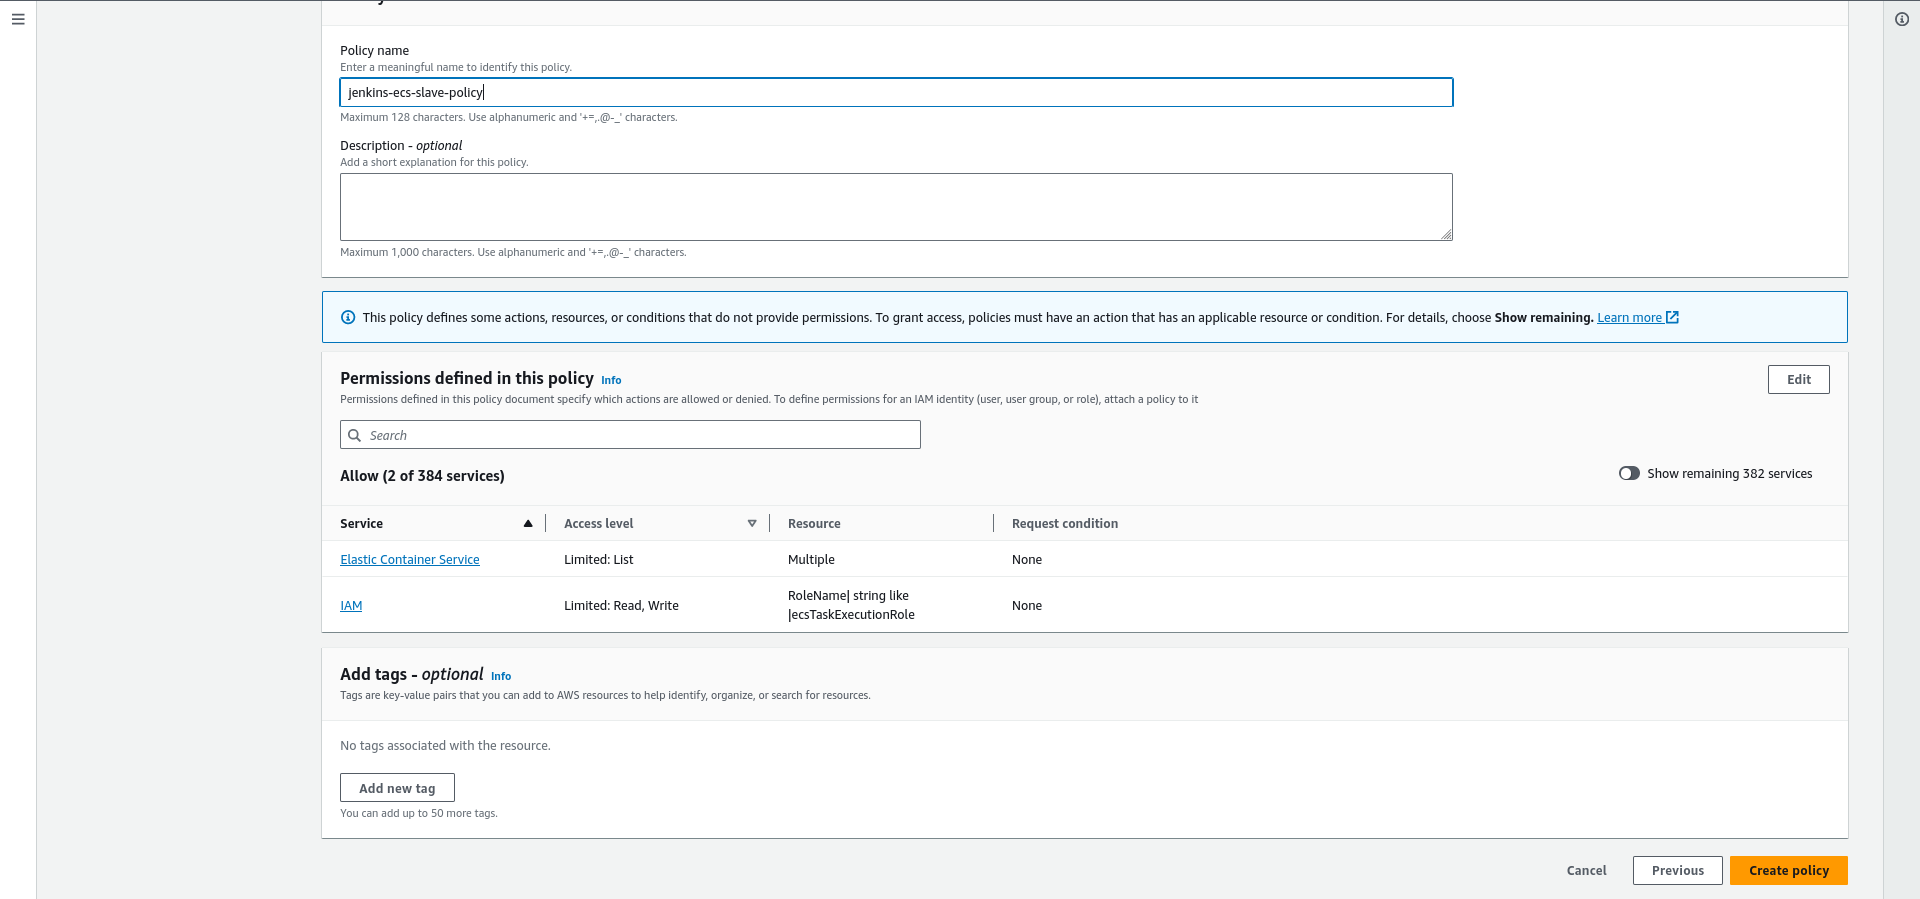 Policy name
Enter a meaningful name to identify this policy.
jenkins-ecs-slave-policy
Maximum 128 characters. Use alphanumeric and '+=,.@-_' characters.
Description - optional
Add a short explanation for this policy.
Maximum 1,000 characters. Use alphanumeric and '+=,.@-_' characters.
This policy defines some actions, resources, or conditions that do not provide permissions. To grant access, policies must have an action that has an applicable resource or condition. For details, choose Show remaining. Learn more
Permissions defined in this policy Info
Edit
Permissions defined in this policy document specify which actions are allowed or denied. To define permissions for an IAM identity (user, user group, or role), attach a policy to it
Search
Allow (2 of 384 services)
Show remaining 382 services
Service Access level Resource Request condition
Elastic Container Service Limited: List Multiple None
IAM Limited: Read, Write RoleName| string like |ecsTaskExecutionRole None
Add tags - optional Info
Tags are key-value pairs that you can add to AWS resources to help identify, organize, or search for resources.
No tags associated with the resource.
Add new tag
You can add up to 50 more tags.
Cancel Previous Create policy